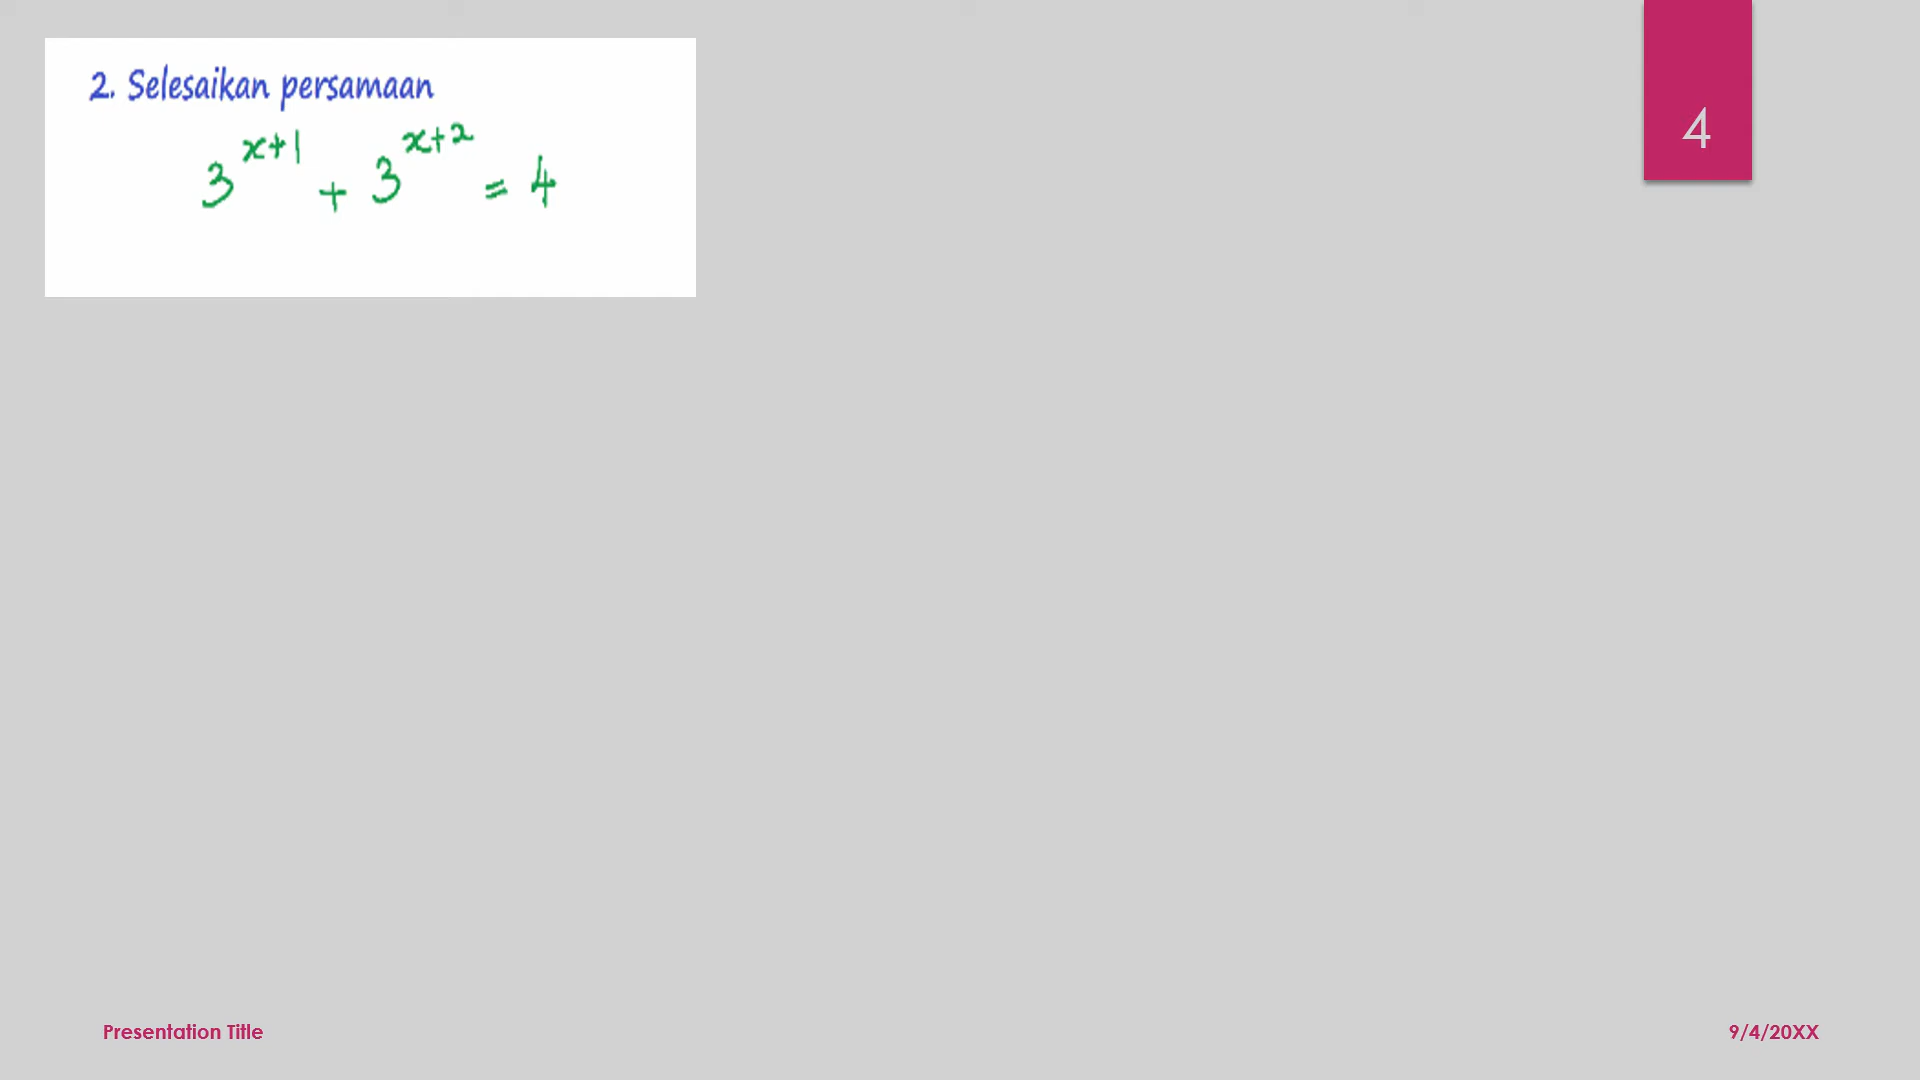 2. Selesaikan persamaan
3^{x+1} + 3^{x+2} = 4
4
Presentation Title
9/4/20XX